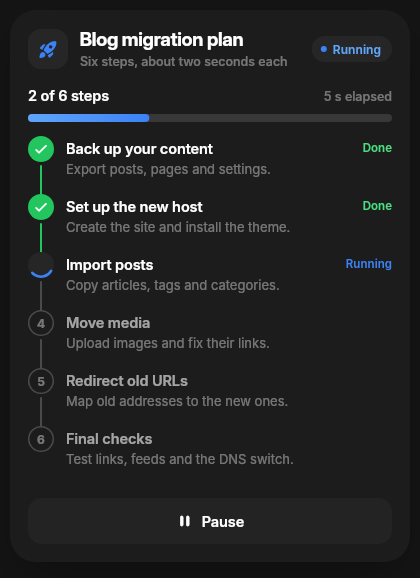 Blog migration plan
Six steps, about two seconds each
Running
2 of 6 steps
5 s elapsed
Back up your content
Done
Export posts, pages and settings.
Set up the new host
Done
Create the site and install the theme.
Import posts
Running
Copy articles, tags and categories.
4
Move media
Upload images and fix their links.
5
Redirect old URLs
Map old addresses to the new ones.
6
Final checks
Test links, feeds and the DNS switch.
Pause